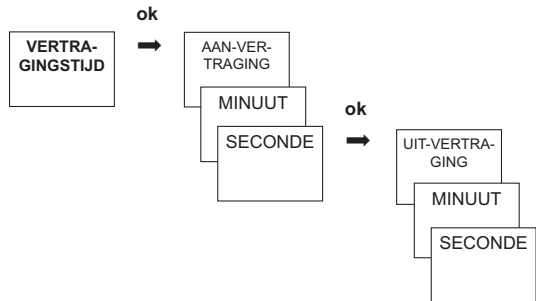 ok
VERTRA-
GINGSTIJD
AAN-VER-
TRAGING
MINUUT
SECONDE
ok
UIT-VERTRA-
GING
MINUUT
SECONDE